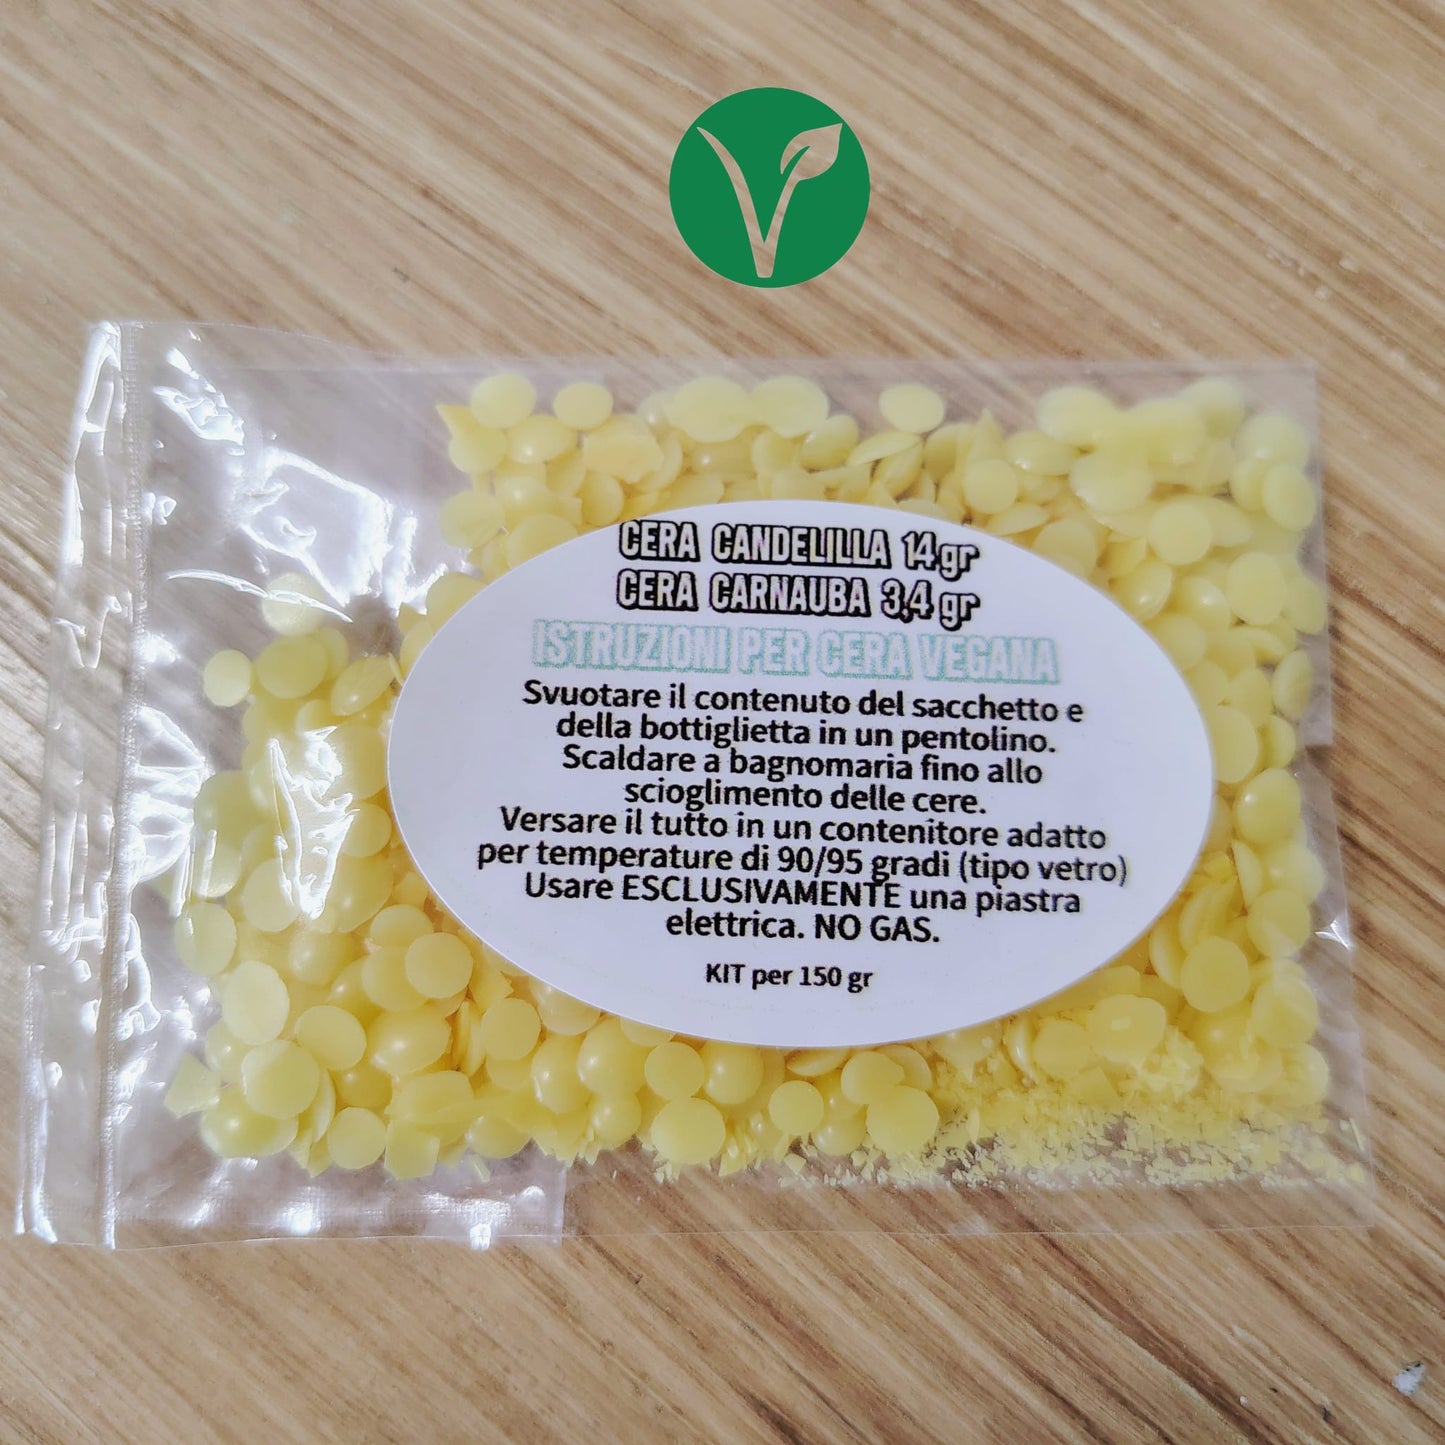 CERA CANDELILLA 14 gr
CERA CARNAUBA 3,4 gr
ISTRUZIONI PER CERA VEGANA
Svuotare il contenuto del sacchetto e
della bottiglietta in un pentolino.
Scaldare a bagnomaria fino allo
scioglimento delle cere.
Versare il tutto in un contenitore adatto
per temperature di 90/95 gradi (tipo vetro)
Usare ESCLUSIVAMENTE una piastra
elettrica. NO GAS.
KIT per 150 gr